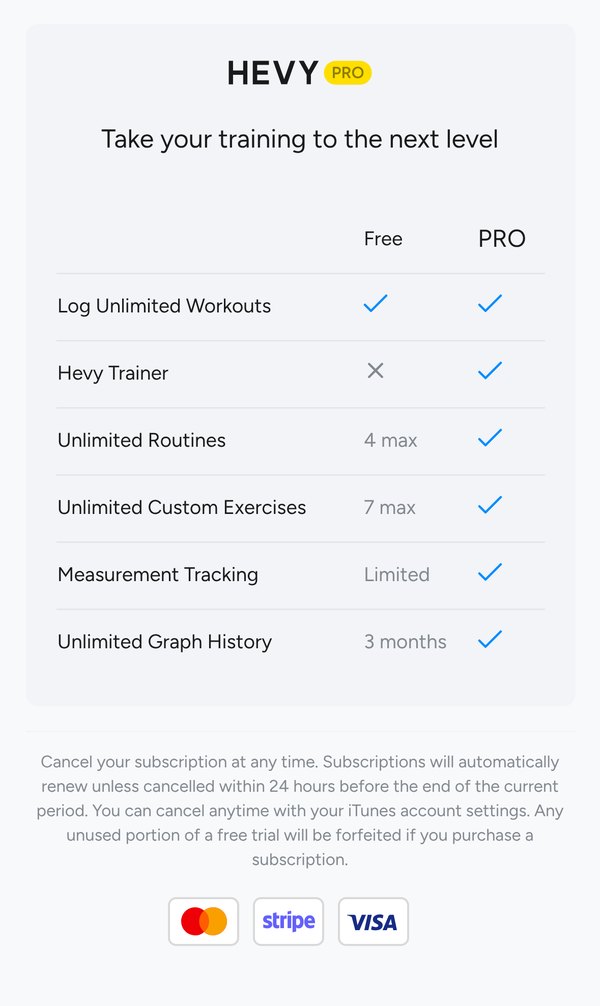 HEVY PRO
Take your training to the next level
Free PRO
Log Unlimited Workouts
Hevy Trainer
Unlimited Routines 4 max
Unlimited Custom Exercises 7 max
Measurement Tracking Limited
Unlimited Graph History 3 months
Cancel your subscription at any time. Subscriptions will automatically
renew unless cancelled within 24 hours before the end of the current
period. You can cancel anytime with your iTunes account settings. Any
unused portion of a free trial will be forfeited if you purchase a
subscription.
stripe VISA